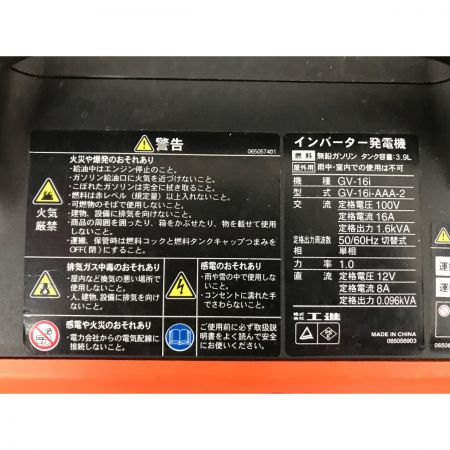 警告
065057401
火災や爆発のおそれあり
・給油中はエンジン停止のこと。
・ガソリン給油口に火気を近づけないこと。
・こぼれたガソリンは完全に拭き取ること。
・燃料は赤レベル(規定量)以上入れないこと。
・可燃物のそばで使用しないこと。
・建物、設備に排気を向けないこと。
・商品の周囲を囲ったり、箱をかぶせたり、物を載せて使用しないこと。
・運搬、保管時は燃料コックと燃料タンクキャップつまみをOFF(閉)にすること。
火気
厳禁
排気ガス中毒のおそれあり
・屋内など換気の悪い場所で使用しないこと。
・人、建物、設備に排気を向けないこと。
感電のおそれあり
・雨や雪の中で使用しないこと。
・コンセントに濡れた手でさわらないこと。
感電や火災のおそれあり
・電力会社からの電気配線に接続しないこと。
ご使用前に必ず取扱説明書をよく読んで安全にお使いください。
インバーター発電機
燃料 無鉛ガソリン タンク容量:3.9L
屋外用 雨中・室内での使用は不可
機種 GV-16i
型式 GV-16i-AAA-2
交流 定格電圧 100V
定格電流 16A
定格出力 1.6kVA
定格出力周波数 50/60Hz 切替式
相数 単相
力率 1.0
直流 定格電圧 12V
定格電流 8A
定格出力 0.096kVA
株式会社 工進
MADE IN CHINA
065056903